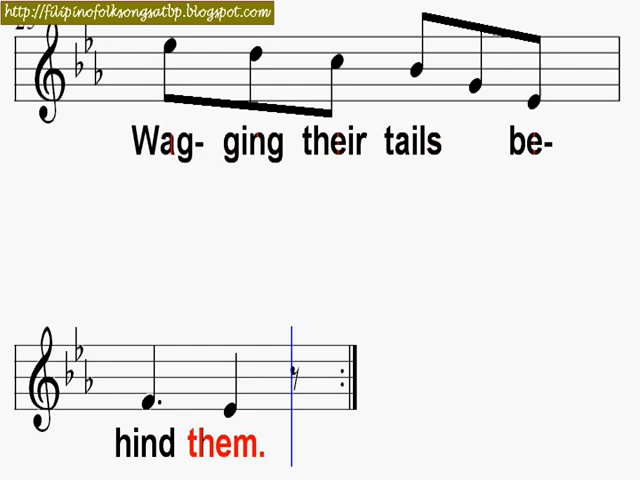 http://filipinofolksongsatbp.blogspot.com
Wag- ging their tails be-
hind them.